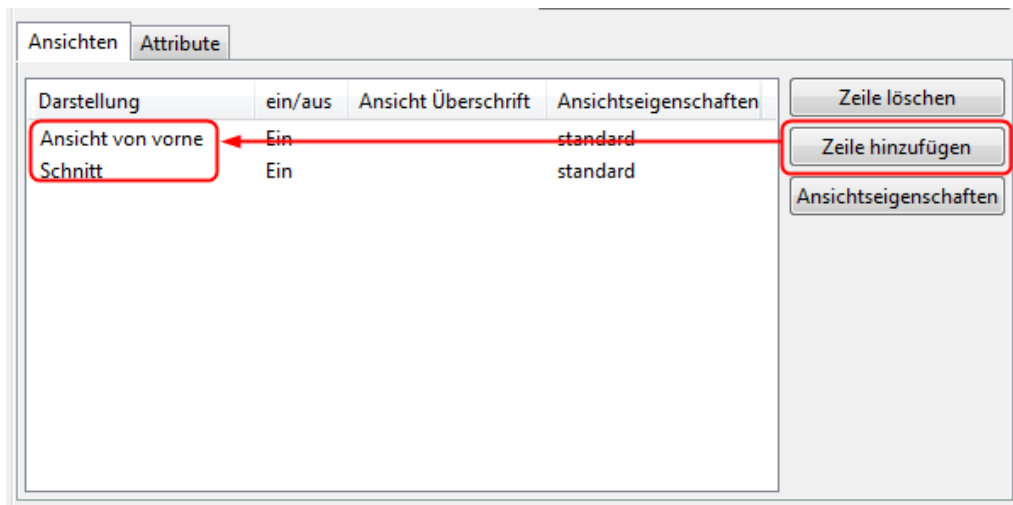 Ansichten Attribute
Darstellung ein/aus Ansicht Überschrift Ansichtseigenschaften Zeile löschen
Ansicht von vorne Ein standard Zeile hinzufügen
Schnitt Ein standard
Ansichtseigenschaften